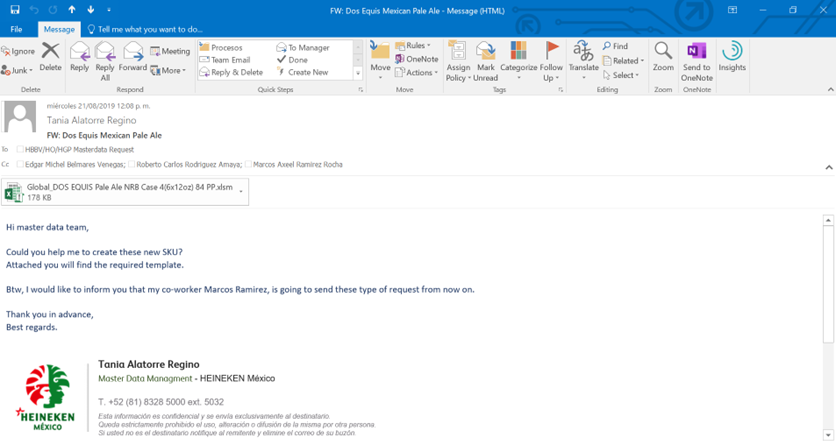 FW: Dos Equis Mexican Pale Ale - Message (HTML)
File Message Tell me what you want to do...
Ignore
Junk
Delete
Reply
Reply All
Forward
Meeting
More
Procesos
Team Email
Reply & Delete
To Manager
Done
Create New
Move
Rules
OneNote
Actions
Assign Policy
Mark Unread
Categorize
Follow Up
Translate
Find
Related
Select
Zoom
Send to OneNote
Insights
Delete Respond Quick Steps Move Tags Editing Zoom OneNote
miércoles 21/08/2019 12:08 p. m.
Tania Alatorre Regino
FW: Dos Equis Mexican Pale Ale
To HBBV/HO/HGP Masterdata Request
Cc Edgar Michel Belmares Venegas; Roberto Carlos Rodriguez Amaya; Marcos Axeel Ramirez Rocha
Global_DOS EQUIS Pale Ale NRB Case 4(6x12oz) 84 PP.xlsm
178 KB
Hi master data team,
Could you help me to create these new SKU?
Attached you will find the required template.
Btw, I would like to inform you that my co-worker Marcos Ramirez, is going to send these type of request from now on.
Thank you in advance,
Best regards.
Tania Alatorre Regino
Master Data Managment - HEINEKEN México
T. +52 (81) 8328 5000 ext. 5032
Esta información es confidencial y se envía exclusivamente al destinatario.
Queda estrictamente prohibido el uso, alteración o difusión de la misma por otra persona.
Si usted no es el destinatario notifique al remitente y elimine el correo de su buzón.
HEINEKEN
MÉXICO